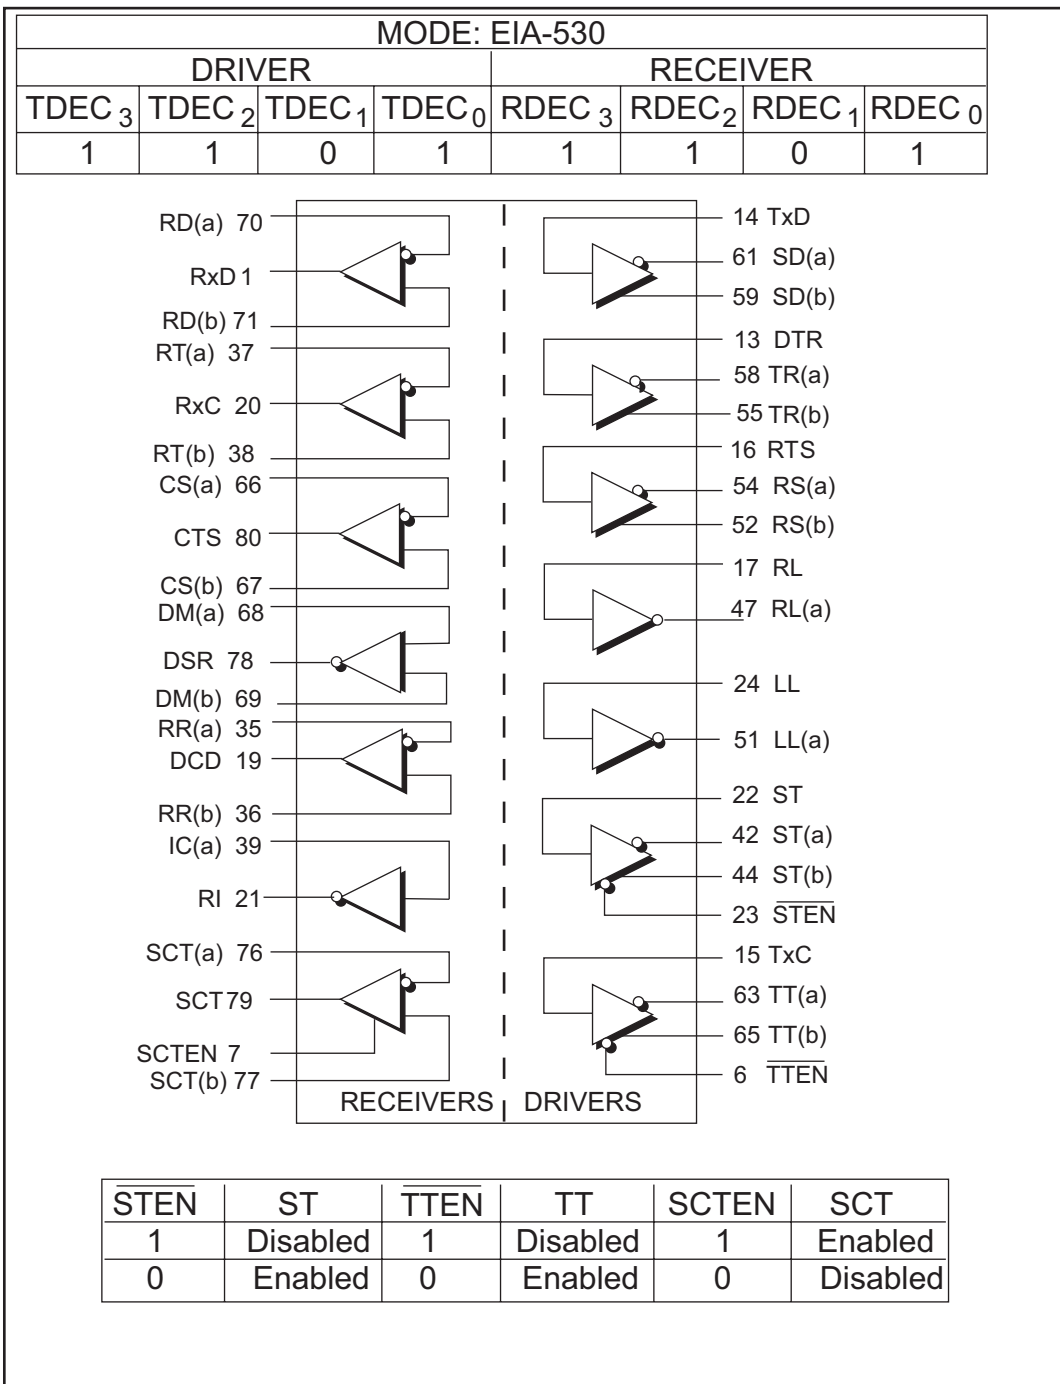 MODE: EIA-530
DRIVER RECEIVER
TDEC3 TDEC2 TDEC1 TDEC0 RDEC3 RDEC2 RDEC1 RDEC0
1 1 0 1 1 1 0 1
RD(a) 70
RxD 1
RD(b) 71
RT(a) 37
RxC 20
RT(b) 38
CS(a) 66
CTS 80
CS(b) 67
DM(a) 68
DSR 78
DM(b) 69
RR(a) 35
DCD 19
RR(b) 36
IC(a) 39
RI 21
SCT(a) 76
SCT 79
SCTEN 7
SCT(b) 77
14 TxD
61 SD(a)
59 SD(b)
13 DTR
58 TR(a)
55 TR(b)
16 RTS
54 RS(a)
52 RS(b)
17 RL
47 RL(a)
24 LL
51 LL(a)
22 ST
42 ST(a)
44 ST(b)
23 STEN
15 TxC
63 TT(a)
65 TT(b)
6 TTEN
RECEIVERS DRIVERS
STEN ST TTEN TT SCTEN SCT
1 Disabled 1 Disabled 1 Enabled
0 Enabled 0 Enabled 0 Disabled